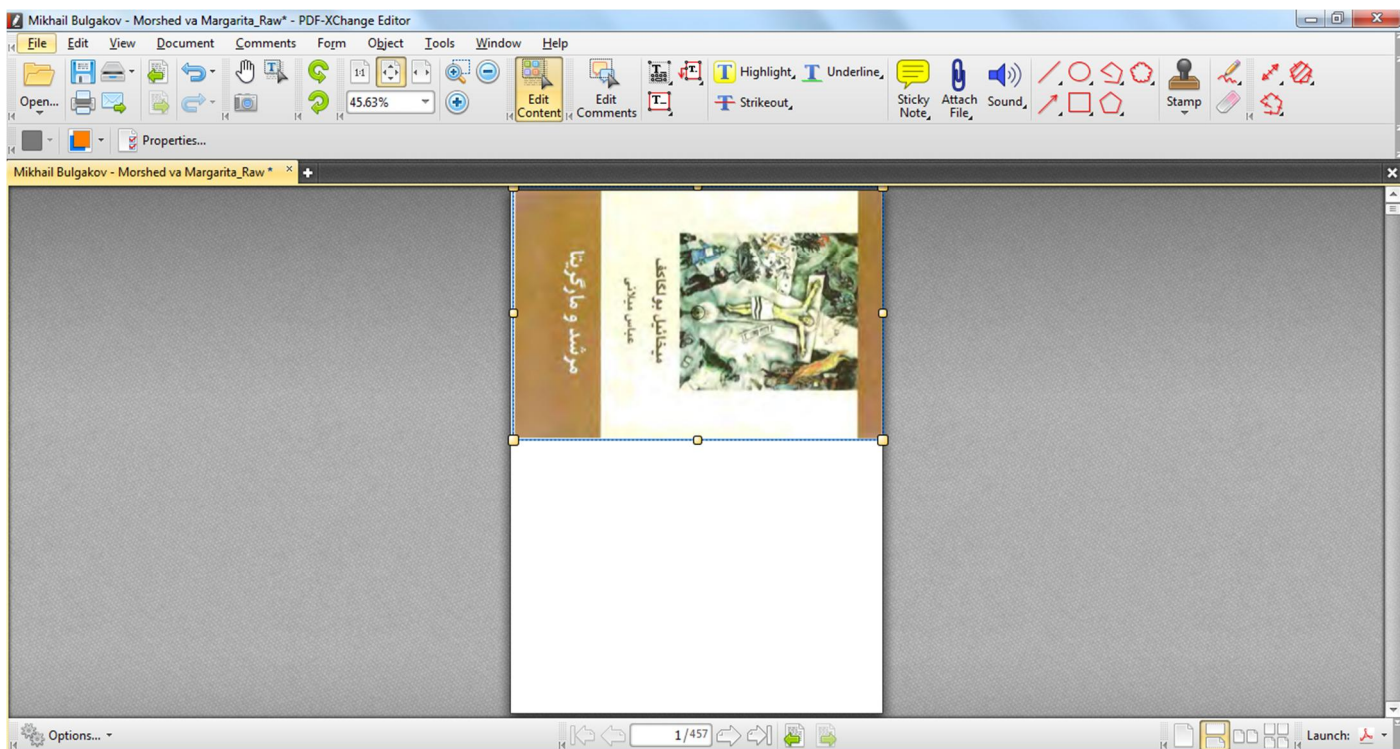 Mikhail Bulgakov - Morshed va Margarita_Raw* - PDF-XChange Editor
File Edit View Document Comments Form Object Tools Window Help
Open...
1:1
45.63%
Edit Content
Edit Comments
Highlight
Underline
Strikeout
Sticky Note
Attach File
Sound
Stamp
Properties...
Mikhail Bulgakov - Morshed va Margarita_Raw *
میخائیل بولگاکف
عباس میلانی
مرشد و مارگریتا
Options...
1/457
Launch: